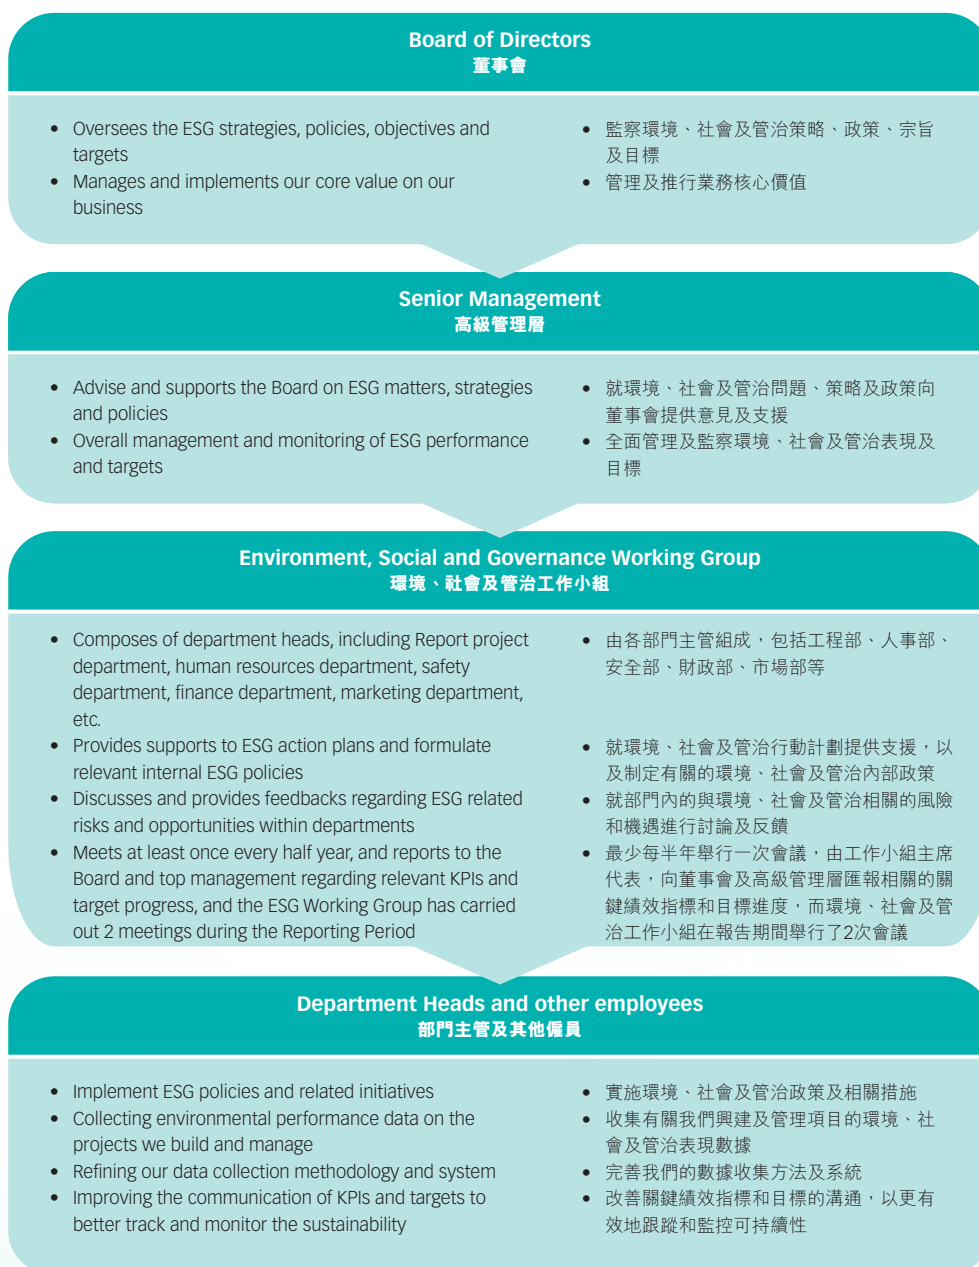 Board of Directors
董事會
• Oversees the ESG strategies, policies, objectives and
targets
• Manages and implements our core value on our
business
• 監察環境、社會及管治策略、政策、宗旨
及目標
• 管理及推行業務核心價值
Senior Management
高級管理層
• Advise and supports the Board on ESG matters, strategies
and policies
• Overall management and monitoring of ESG performance
and targets
• 就環境、社會及管治問題、策略及政策向
董事會提供意見及支援
• 全面管理及監察環境、社會及管治表現及
目標
Environment, Social and Governance Working Group
環境、社會及管治工作小組
• Composes of department heads, including Report project
department, human resources department, safety
department, finance department, marketing department,
etc.
• Provides supports to ESG action plans and formulate
relevant internal ESG policies
• Discusses and provides feedbacks regarding ESG related
risks and opportunities within departments
• Meets at least once every half year, and reports to the
Board and top management regarding relevant KPIs and
target progress, and the ESG Working Group has carried
out 2 meetings during the Reporting Period
• 由各部門主管組成，包括工程部、人事部、
安全部、財政部、市場部等
• 就環境、社會及管治行動計劃提供支援，以
及制定有關的環境、社會及管治內部政策
• 就部門內的與環境、社會及管治相關的風險
和機遇進行討論及反饋
• 最少每半年舉行一次會議，由工作小組主席
代表，向董事會及高級管理層匯報相關的關
鍵績效指標和目標進度，而環境、社會及管
治工作小組在報告期間舉行了2次會議
Department Heads and other employees
部門主管及其他僱員
• Implement ESG policies and related initiatives
• Collecting environmental performance data on the
projects we build and manage
• Refining our data collection methodology and system
• Improving the communication of KPIs and targets to
better track and monitor the sustainability
• 實施環境、社會及管治政策及相關措施
• 收集有關我們興建及管理項目的環境、社
會及管治表現數據
• 完善我們的數據收集方法及系統
• 改善關鍵績效指標和目標的溝通，以更有
效地跟蹤和監控可持續性